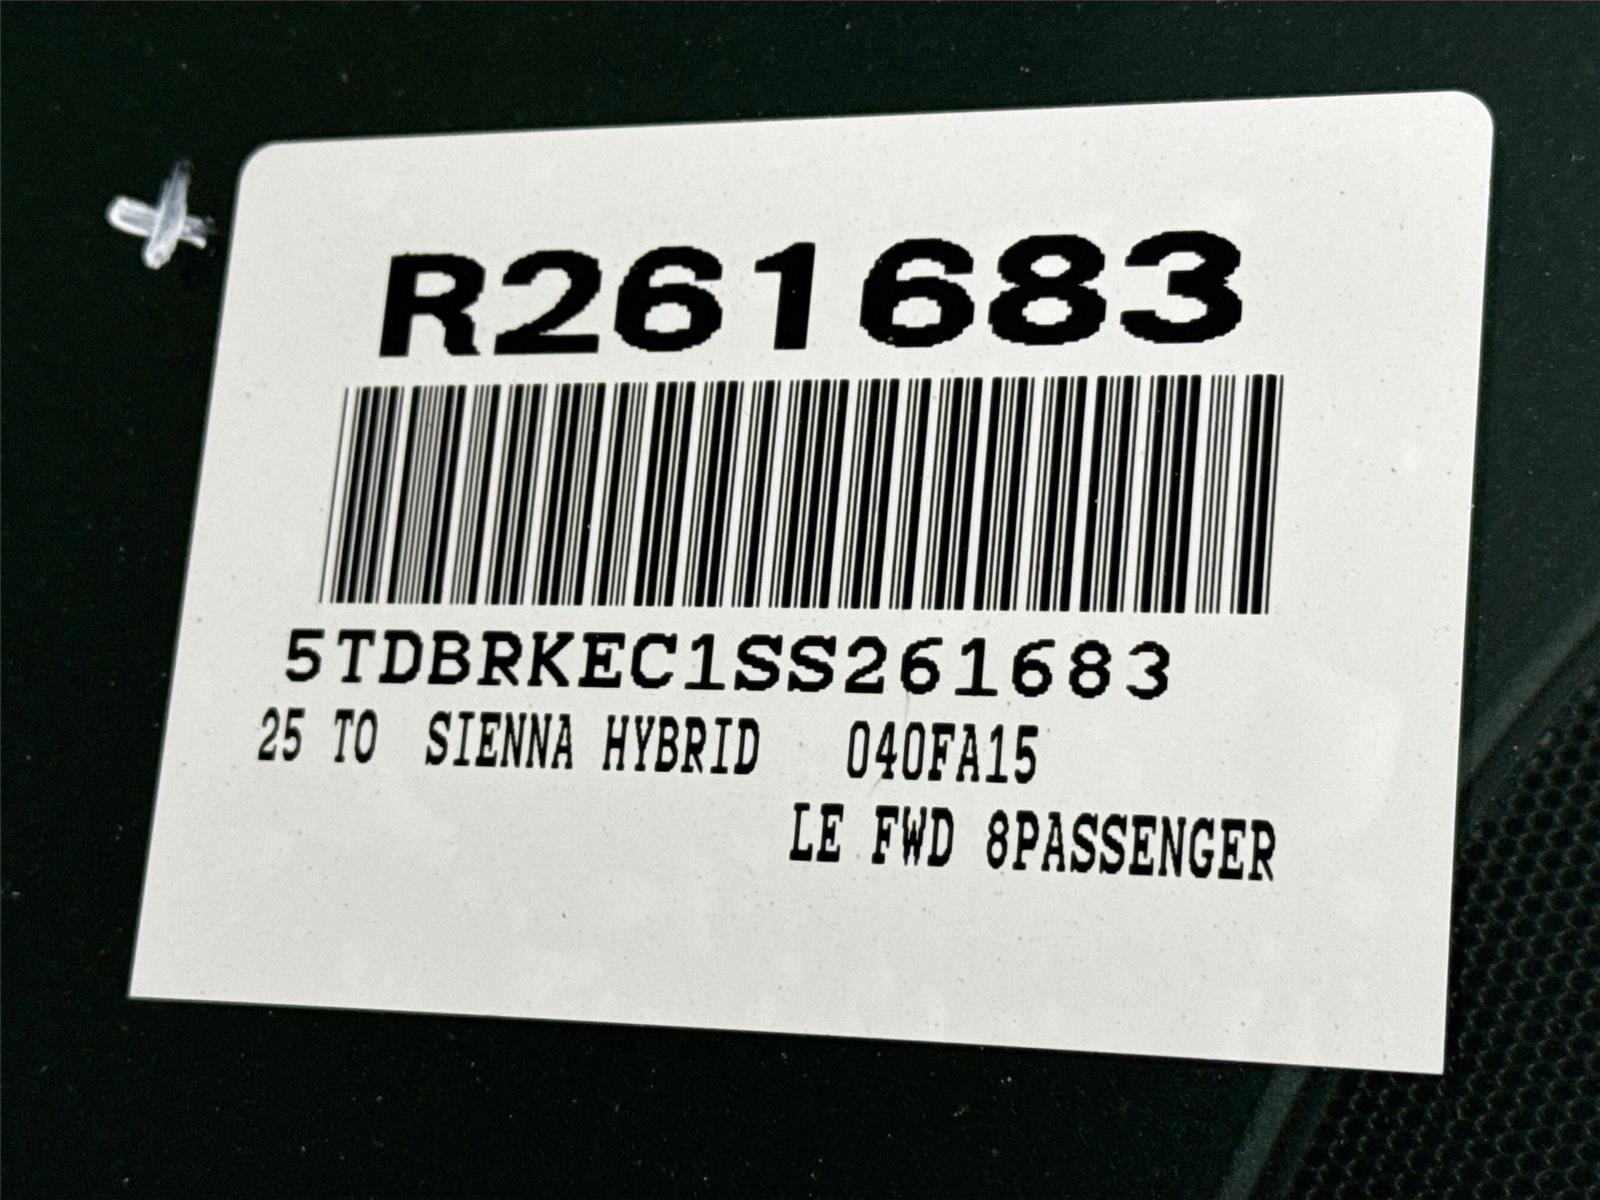 R261683
5TDBRKEC1SS261683
25 TO SIENNA HYBRID 040FA15
LE FWD 8PASSENGER